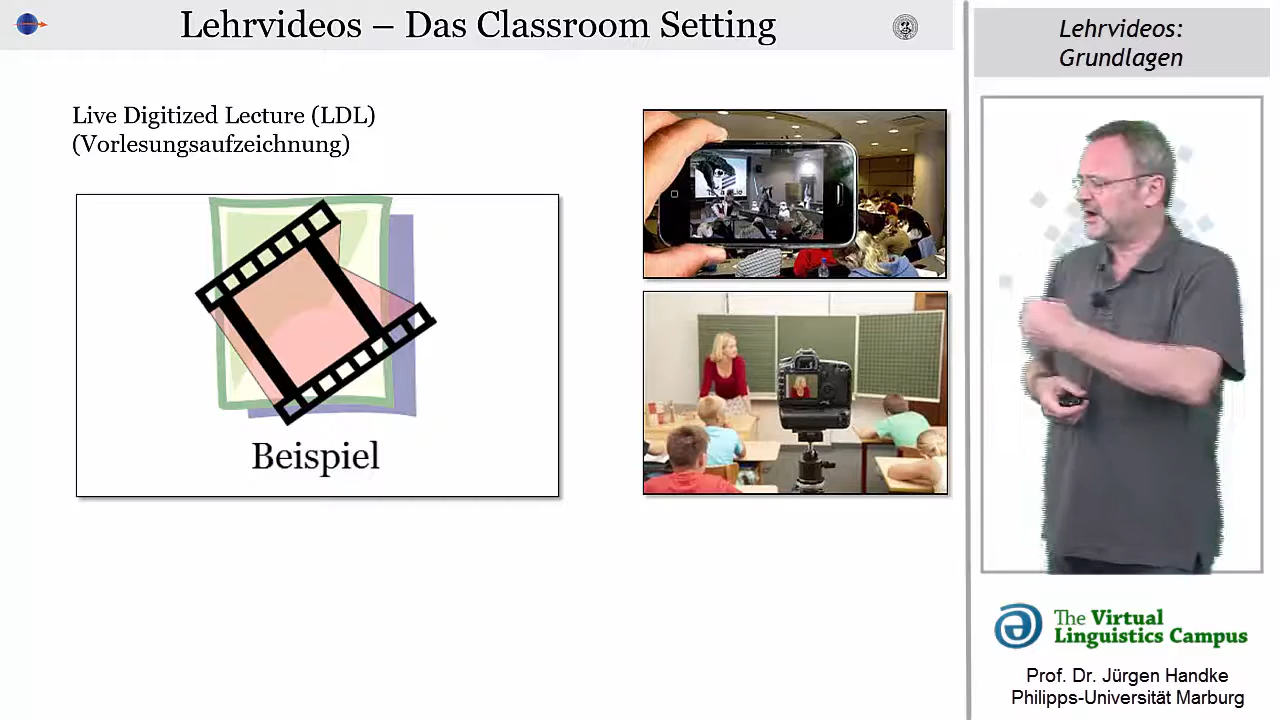 Lehrvideos – Das Classroom Setting
Lehrvideos:
Grundlagen
Live Digitized Lecture (LDL)
(Vorlesungsaufzeichnung)
Beispiel
The Virtual
Linguistics Campus
Prof. Dr. Jürgen Handke
Philipps-Universität Marburg